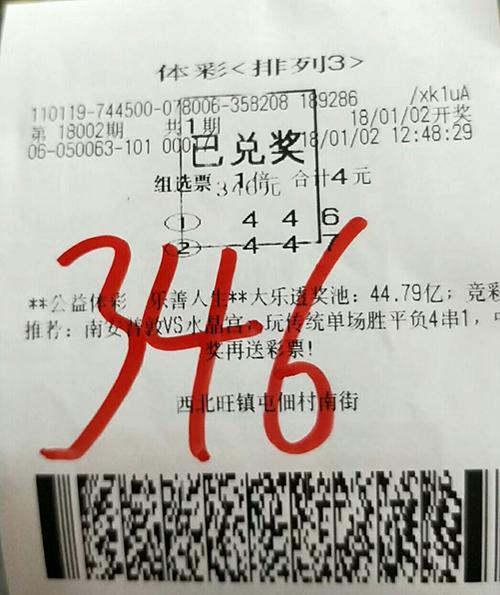 体彩<排列3>
110119-744500-078006-358208 189286 /xk1uA
第 18002期 共1期 18/01/02开奖
06-050063-101 000 18/01/02 12:48:29
已兑奖
346元
组选票 1倍 合计4元
① 4 4 6
② 4 4 7
346
**公益体彩 乐善人生**大乐透奖池: 44.79亿; 竞彩
推荐: 南安普敦VS水晶宫; 玩传统单场胜平负4串1,
奖再送彩票!
西北旺镇屯佃村南街